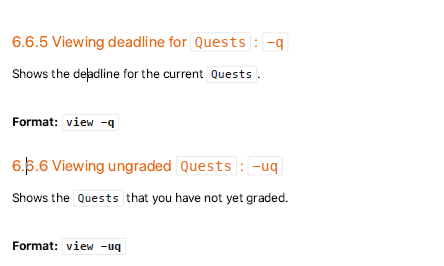 6.6.5 Viewing deadline for Quests : -q
Shows the deadline for the current Quests.
Format: view -q
6.6.6 Viewing ungraded Quests : -uq
Shows the Quests that you have not yet graded.
Format: view -uq